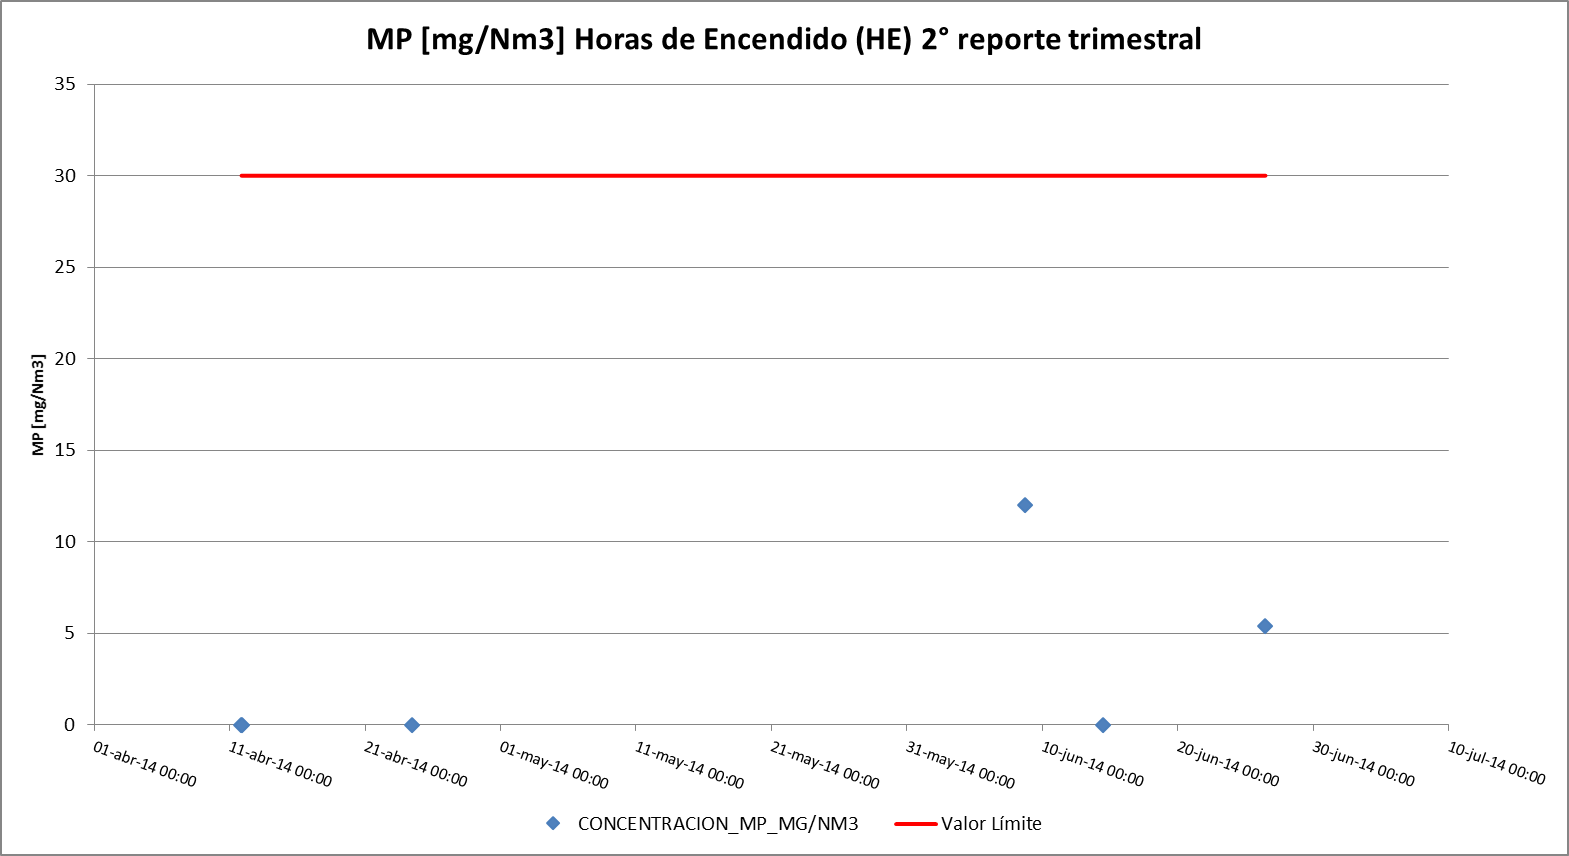 MP [mg/Nm3] Horas de Encendido (HE) 2° reporte trimestral
35
30
25
20
15
10
5
0
MP [mg/Nm3]
01-abr-14 00:00
11-abr-14 00:00
21-abr-14 00:00
01-may-14 00:00
11-may-14 00:00
21-may-14 00:00
31-may-14 00:00
10-jun-14 00:00
20-jun-14 00:00
30-jun-14 00:00
10-jul-14 00:00
CONCENTRACION_MP_MG/NM3
Valor Límite